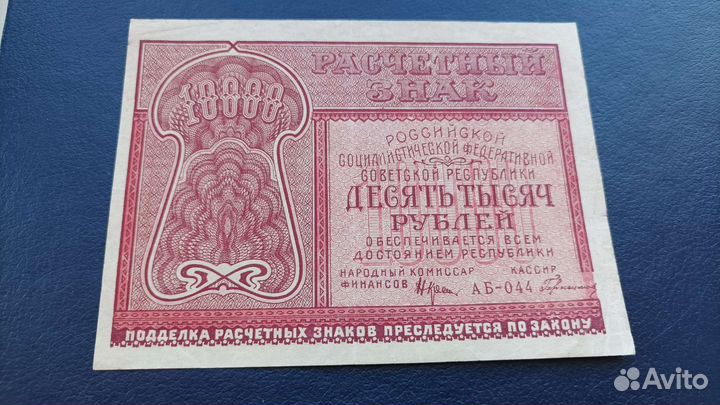 10000
РАСЧЕТНЫЙ
ЗНАК
РОССИЙСКОЙ
СОЦИАЛИСТИЧЕСКОЙ ФЕДЕРАТИВНОЙ
СОВЕТСКОЙ РЕСПУБЛИКИ
ДЕСЯТЬ ТЫСЯЧ
РУБЛЕЙ
ОБЕСПЕЧИВАЕТСЯ ВСЕМ
ДОСТОЯНИЕМ РЕСПУБЛИКИ
НАРОДНЫЙ КОМИССАР КАССИР
ФИНАНСОВ АБ-044
ПОДДЕЛКА РАСЧЕТНЫХ ЗНАКОВ ПРЕСЛЕДУЕТСЯ ПО ЗАКОНУ
Avito